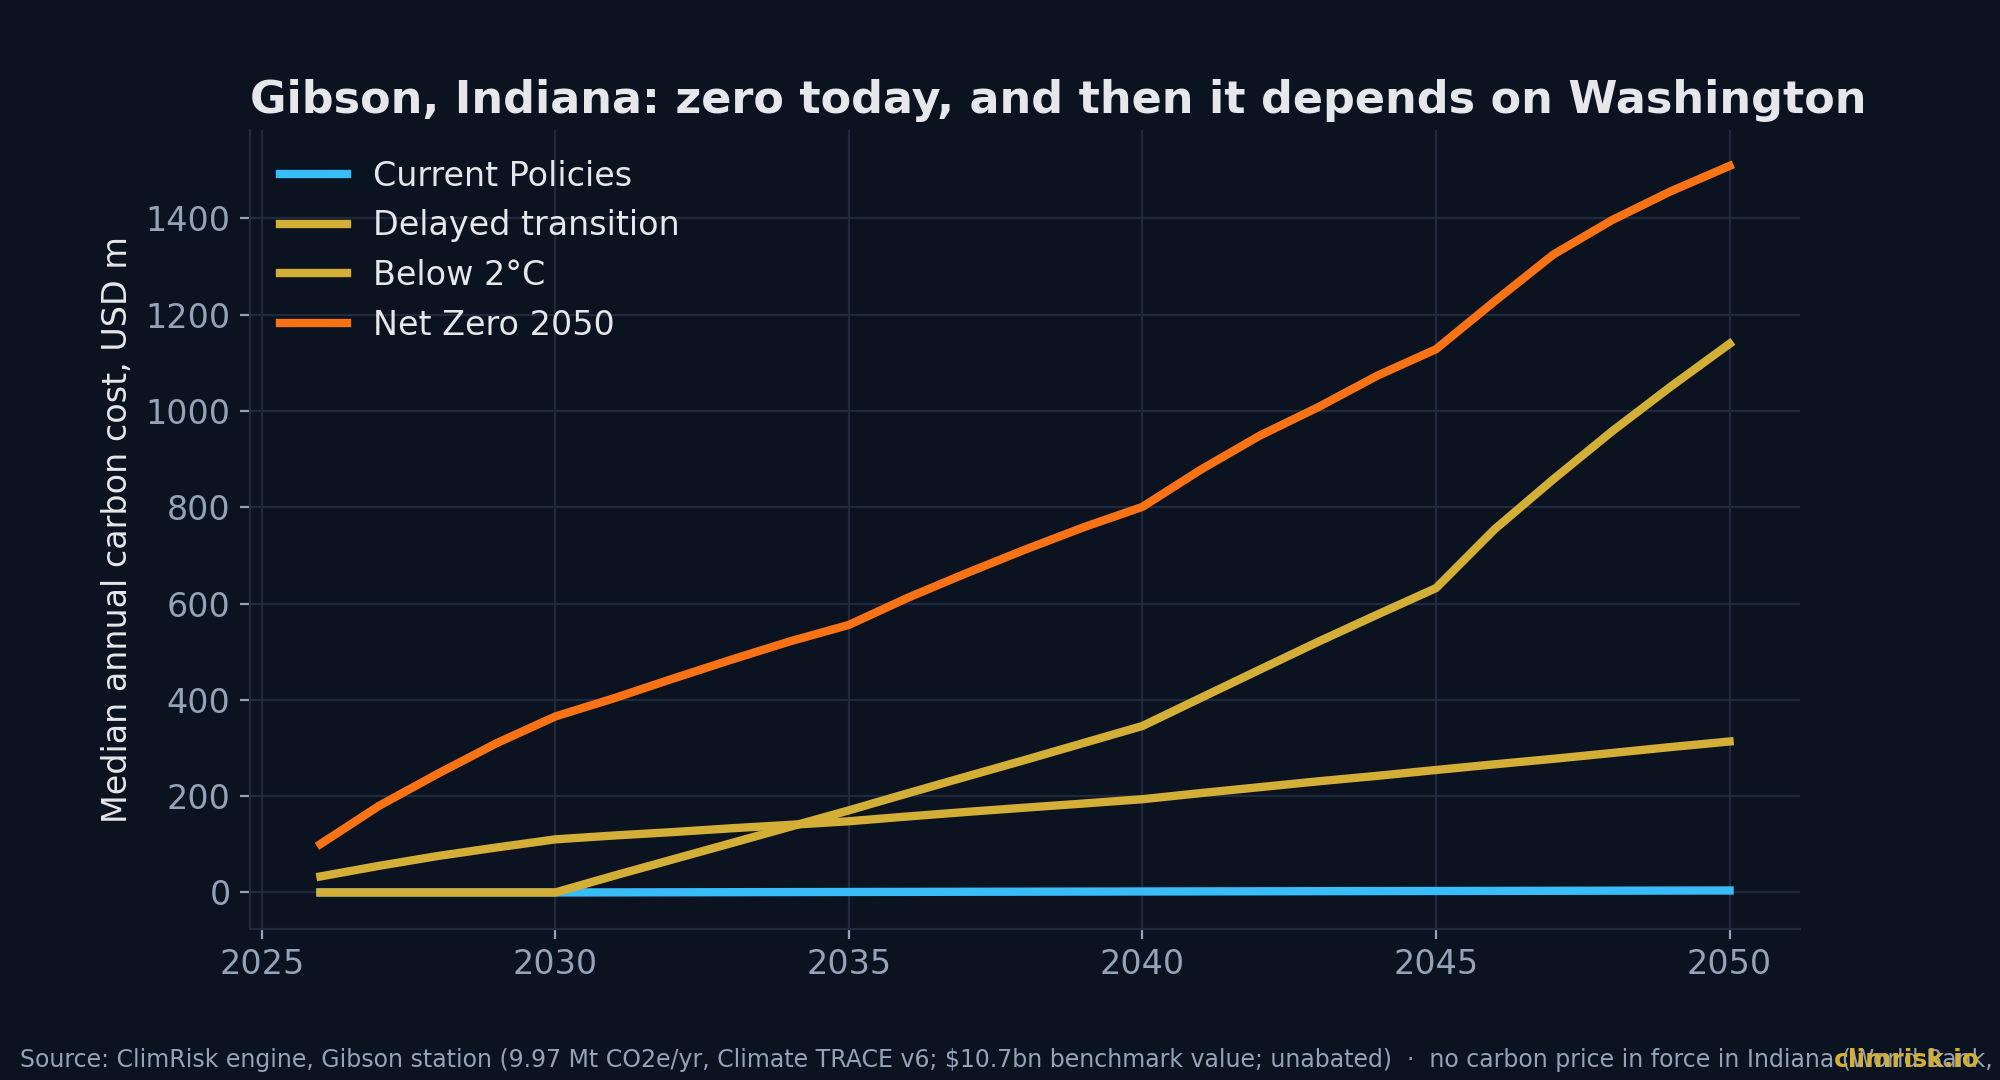 Gibson, Indiana: zero today, and then it depends on Washington
Current Policies
Delayed transition
Below 2°C
Net Zero 2050
Median annual carbon cost, USD m
1400
1200
1000
800
600
400
200
0
2025 2030 2035 2040 2045 2050
Source: ClimRisk engine, Gibson station (9.97 Mt CO2e/yr, Climate TRACE v6; $10.7bn benchmark value; unabated) · no carbon price in force in Indiana (World Bank,
climrisk.io